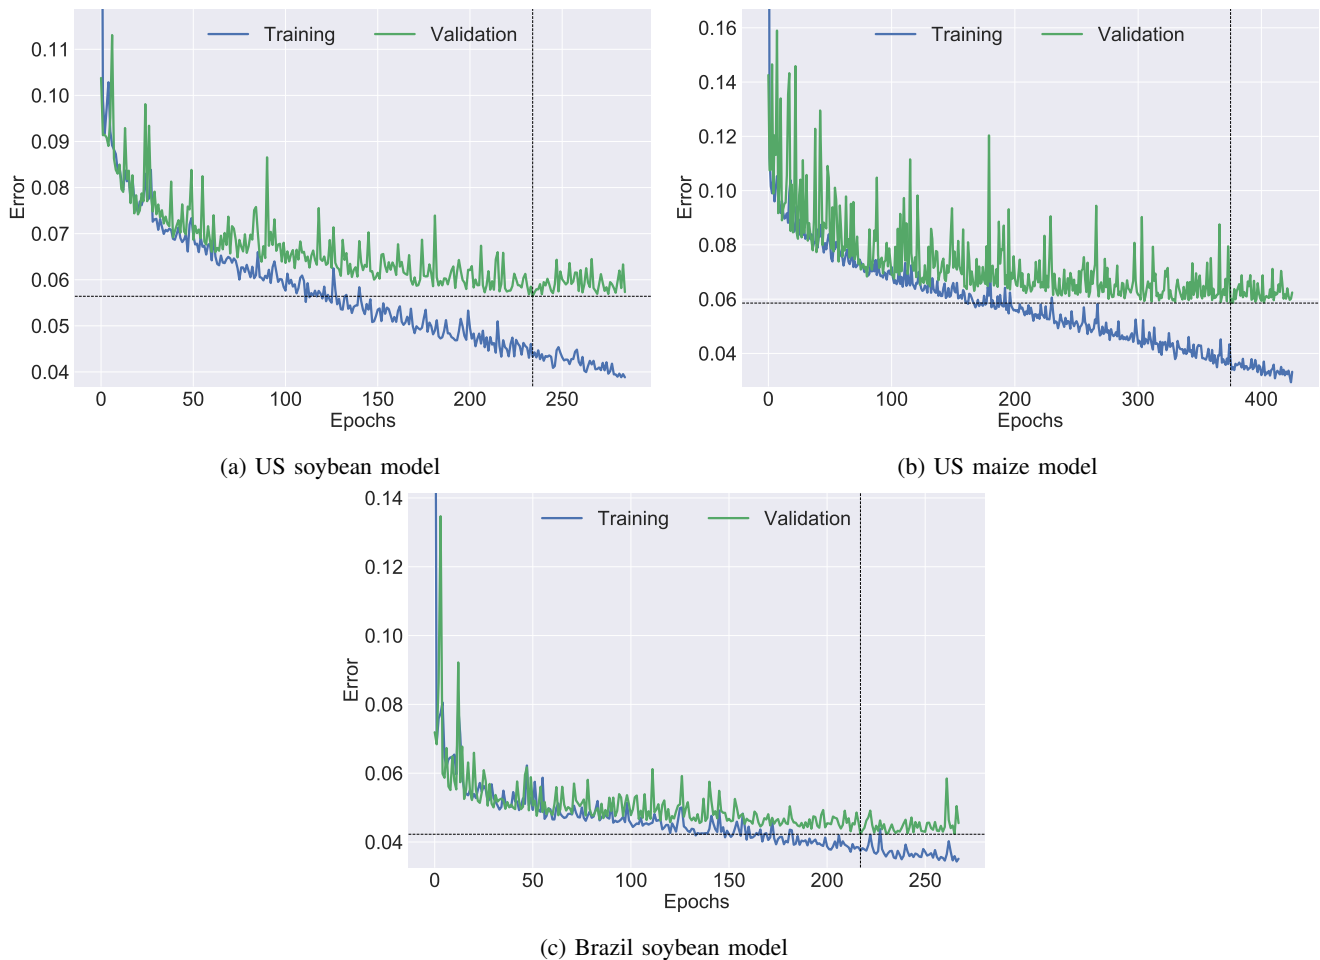 Training Validation
0.11
0.10
0.09
0.08
0.07
0.06
0.05
0.04
Error
0 50 100 150 200 250
Epochs
(a) US soybean model
Training Validation
0.16
0.14
0.12
0.10
0.08
0.06
0.04
Error
0 100 200 300 400
Epochs
(b) US maize model
Training Validation
0.14
0.12
0.10
0.08
0.06
0.04
Error
0 50 100 150 200 250
Epochs
(c) Brazil soybean model